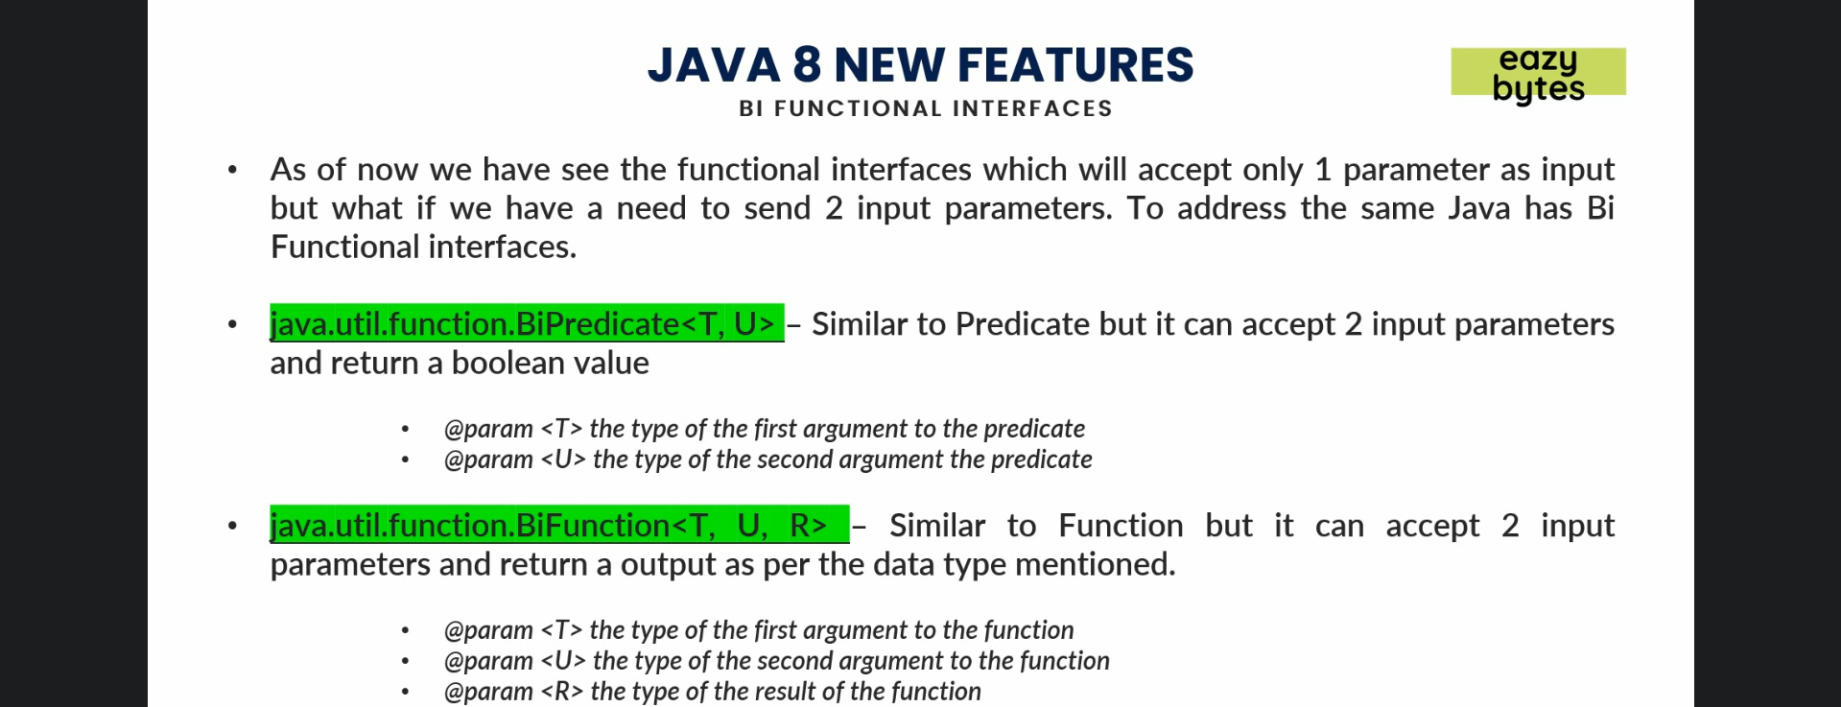 JAVA 8 NEW FEATURES
eazy
bytes
BI FUNCTIONAL INTERFACES
• As of now we have see the functional interfaces which will accept only 1 parameter as input
but what if we have a need to send 2 input parameters. To address the same Java has Bi
Functional interfaces.
• java.util.function.BiPredicate<T, U> – Similar to Predicate but it can accept 2 input parameters
and return a boolean value
• @param <T> the type of the first argument to the predicate
• @param <U> the type of the second argument the predicate
• java.util.function.BiFunction<T, U, R> – Similar to Function but it can accept 2 input
parameters and return a output as per the data type mentioned.
• @param <T> the type of the first argument to the function
• @param <U> the type of the second argument to the function
• @param <R> the type of the result of the function